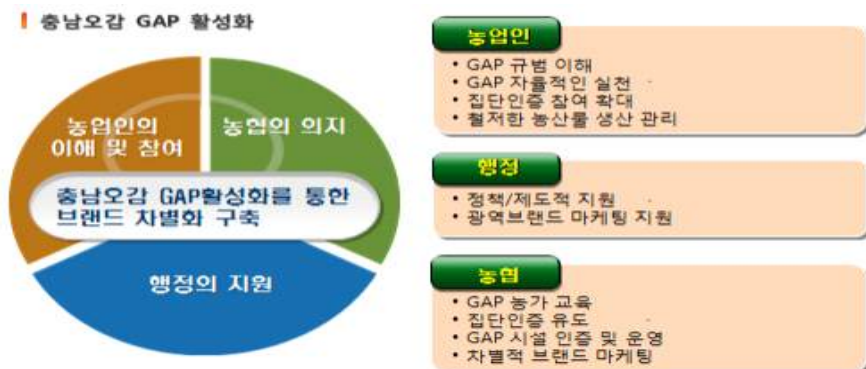 충남오감 GAP 활성화
농업인의
이해 및 참여
농협의 의지
충남오감 GAP활성화를 통한
브랜드 차별화 구축
행정의 지원
농업인
• GAP 규범 이해
• GAP 자율적인 실천
• 집단인증 참여 확대
• 철저한 농산물 생산 관리
행정
• 정책/제도적 지원
• 광역브랜드 마케팅 지원
농협
• GAP 농가 교육
• 집단인증 유도
• GAP 시설 인증 및 운영
• 차별적 브랜드 마케팅